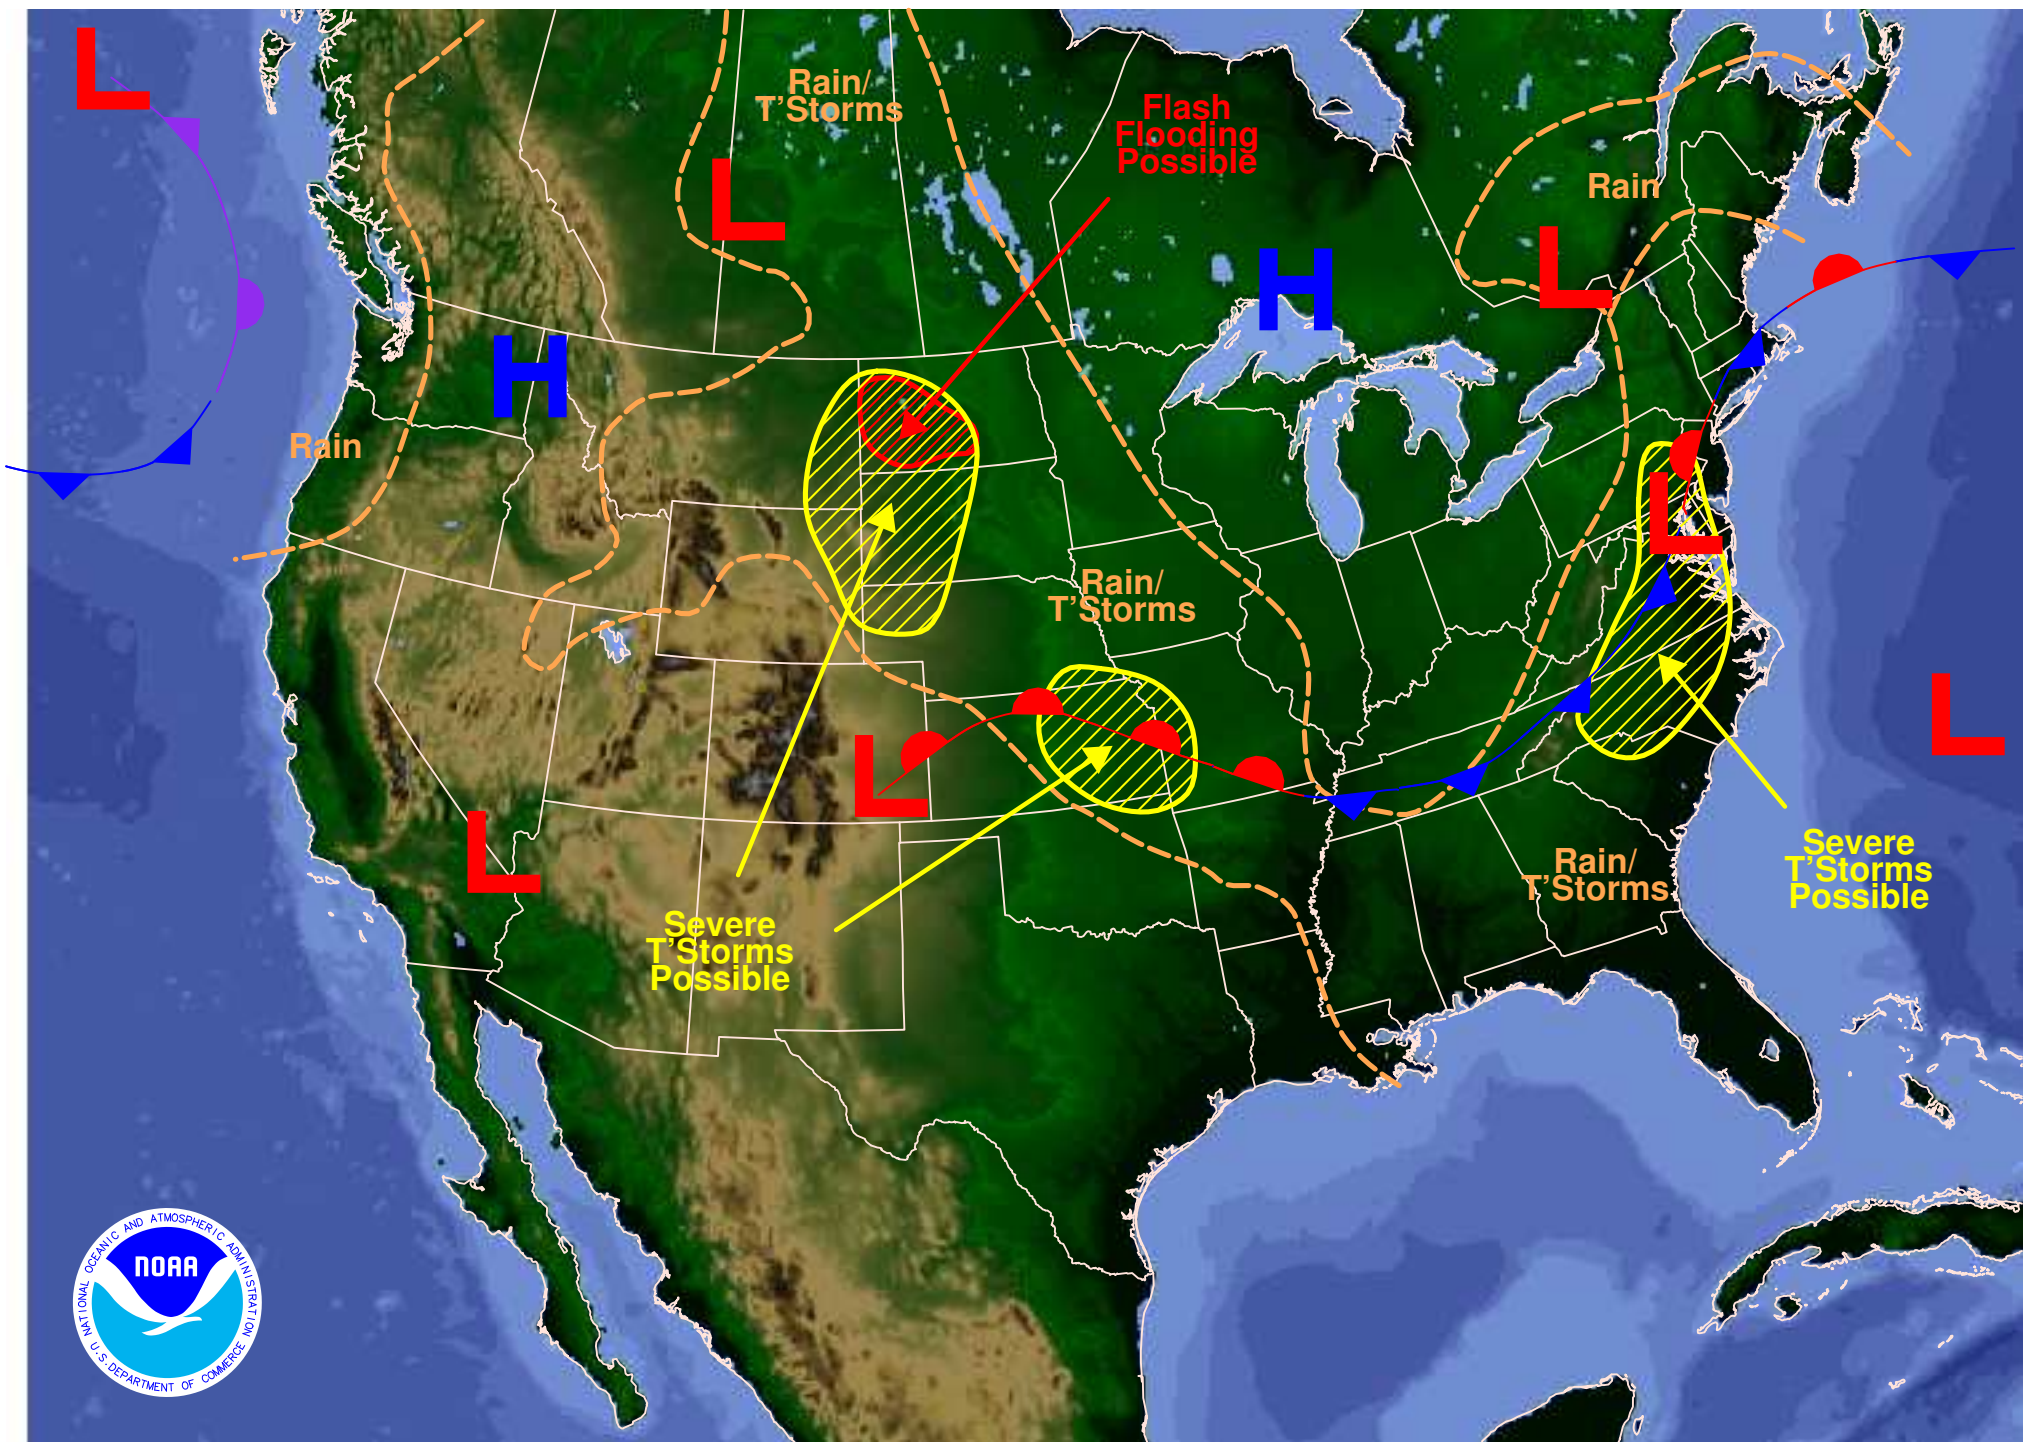 L
Rain/
T'Storms
Flash
Flooding
Possible
L
Rain
H
L
H
Rain
L
Rain/
T'Storms
L
L
L
Severe
T'Storms
Possible
Rain/
T'Storms
Severe
T'Storms
Possible
NATIONAL OCEANIC AND ATMOSPHERIC ADMINISTRATION
NOAA
U.S. DEPARTMENT OF COMMERCE